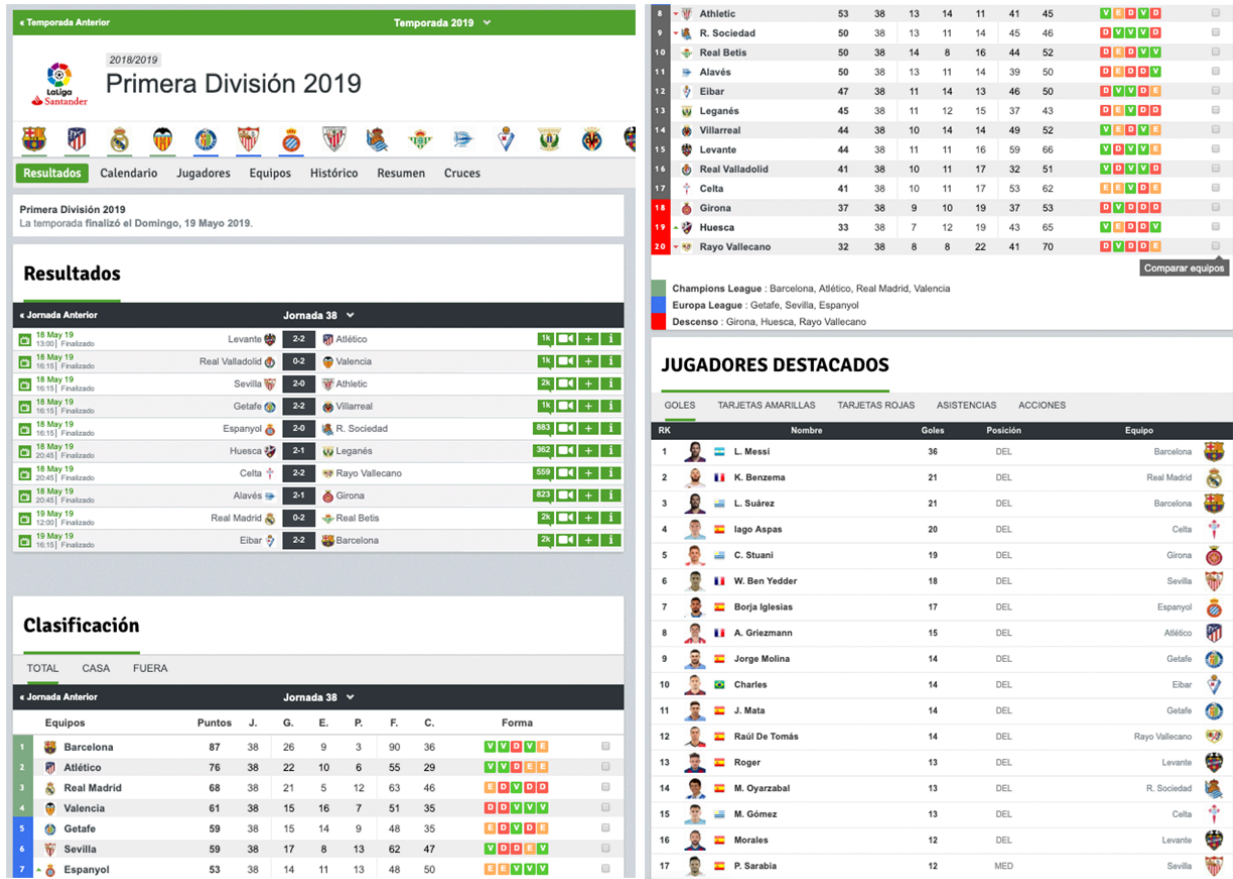 « Temporada Anterior Temporada 2019
2018/2019
Primera División 2019
LaLiga
Santander
Resultados Calendario Jugadores Equipos Histórico Resumen Cruces
Primera División 2019
La temporada finalizó el Domingo, 19 Mayo 2019.
Resultados
« Jornada Anterior Jornada 38
18 May 19
13:00| Finalizado Levante 2-2 Atlético 1k + i
18 May 19
16:15| Finalizado Real Valladolid 0-2 Valencia 1k + i
18 May 19
16:15| Finalizado Sevilla 2-0 Athletic 2k + i
18 May 19
16:15| Finalizado Getafe 2-2 Villarreal 1k + i
18 May 19
16:15| Finalizado Espanyol 2-0 R. Sociedad 883 + i
18 May 19
20:45| Finalizado Huesca 2-1 Leganés 362 + i
18 May 19
20:45| Finalizado Celta 2-2 Rayo Vallecano 559 + i
18 May 19
20:45| Finalizado Alavés 2-1 Girona 823 + i
19 May 19
12:00| Finalizado Real Madrid 0-2 Real Betis 2k + i
19 May 19
16:15| Finalizado Eibar 2-2 Barcelona 2k + i
Clasificación
TOTAL CASA FUERA
« Jornada Anterior Jornada 38
Equipos Puntos J. G. E. P. F. C. Forma
1 Barcelona 87 38 26 9 3 90 36 V V D V E
2 Atlético 76 38 22 10 6 55 29 V V D E E
3 Real Madrid 68 38 21 5 12 63 46 E D V D D
4 Valencia 61 38 15 16 7 51 35 D D V V V
5 Getafe 59 38 15 14 9 48 35 E D V D E
6 Sevilla 59 38 17 8 13 62 47 V D D E V
7 Espanyol 53 38 14 11 13 48 50 E E V V V
8 Athletic 53 38 13 14 11 41 45 V E D V D
9 R. Sociedad 50 38 13 11 14 45 46 D V V V D
10 Real Betis 50 38 14 8 16 44 52 D E D V V
11 Alavés 50 38 13 11 14 39 50 D E D D V
12 Eibar 47 38 11 14 13 46 50 D V V D E
13 Leganés 45 38 11 12 15 37 43 D E V D D
14 Villarreal 44 38 10 14 14 49 52 V E D V E
15 Levante 44 38 11 11 16 59 66 V D V V E
16 Real Valladolid 41 38 10 11 17 32 51 V D V V D
17 Celta 41 38 10 11 17 53 62 E E V D E
18 Girona 37 38 9 10 19 37 53 D V D D D
19 Huesca 33 38 7 12 19 43 65 V E D D V
20 Rayo Vallecano 32 38 8 8 22 41 70 D V D D E
Comparar equipos
Champions League : Barcelona, Atlético, Real Madrid, Valencia
Europa League : Getafe, Sevilla, Espanyol
Descenso : Girona, Huesca, Rayo Vallecano
JUGADORES DESTACADOS
GOLES TARJETAS AMARILLAS TARJETAS ROJAS ASISTENCIAS ACCIONES
RK Nombre Goles Posición Equipo
1 L. Messi 36 DEL Barcelona
2 K. Benzema 21 DEL Real Madrid
3 L. Suárez 21 DEL Barcelona
4 Iago Aspas 20 DEL Celta
5 C. Stuani 19 DEL Girona
6 W. Ben Yedder 18 DEL Sevilla
7 Borja Iglesias 17 DEL Espanyol
8 A. Griezmann 15 DEL Atlético
9 Jorge Molina 14 DEL Getafe
10 Charles 14 DEL Eibar
11 J. Mata 14 DEL Getafe
12 Raúl De Tomás 14 DEL Rayo Vallecano
13 Roger 13 DEL Levante
14 M. Oyarzabal 13 DEL R. Sociedad
15 M. Gómez 13 DEL Celta
16 Morales 12 DEL Levante
17 P. Sarabia 12 MED Sevilla